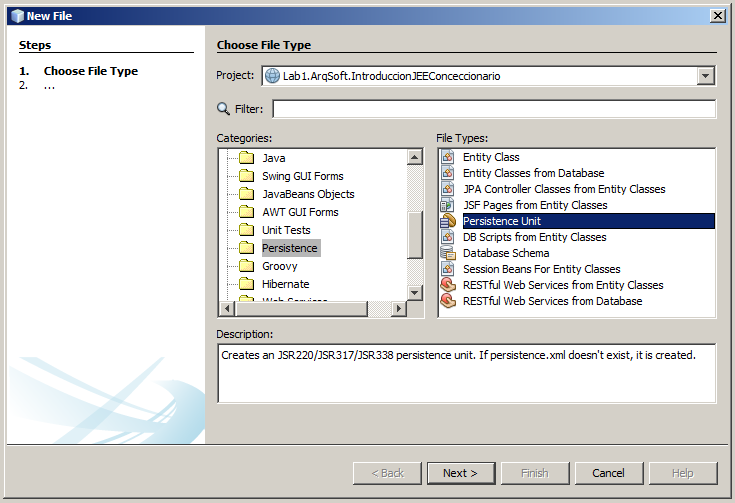 New File
Steps
1. Choose File Type
2. ...
Choose File Type
Project: Lab1.ArqSoft.IntroduccionJEEConceccionario
Filter:
Categories:
Java
Swing GUI Forms
JavaBeans Objects
AWT GUI Forms
Unit Tests
Persistence
Groovy
Hibernate
Web Services
File Types:
Entity Class
Entity Classes from Database
JPA Controller Classes from Entity Classes
JSF Pages from Entity Classes
Persistence Unit
DB Scripts from Entity Classes
Database Schema
Session Beans For Entity Classes
RESTful Web Services from Entity Classes
RESTful Web Services from Database
Description:
Creates an JSR220/JSR317/JSR338 persistence unit. If persistence.xml doesn't exist, it is created.
< Back
Next >
Finish
Cancel
Help